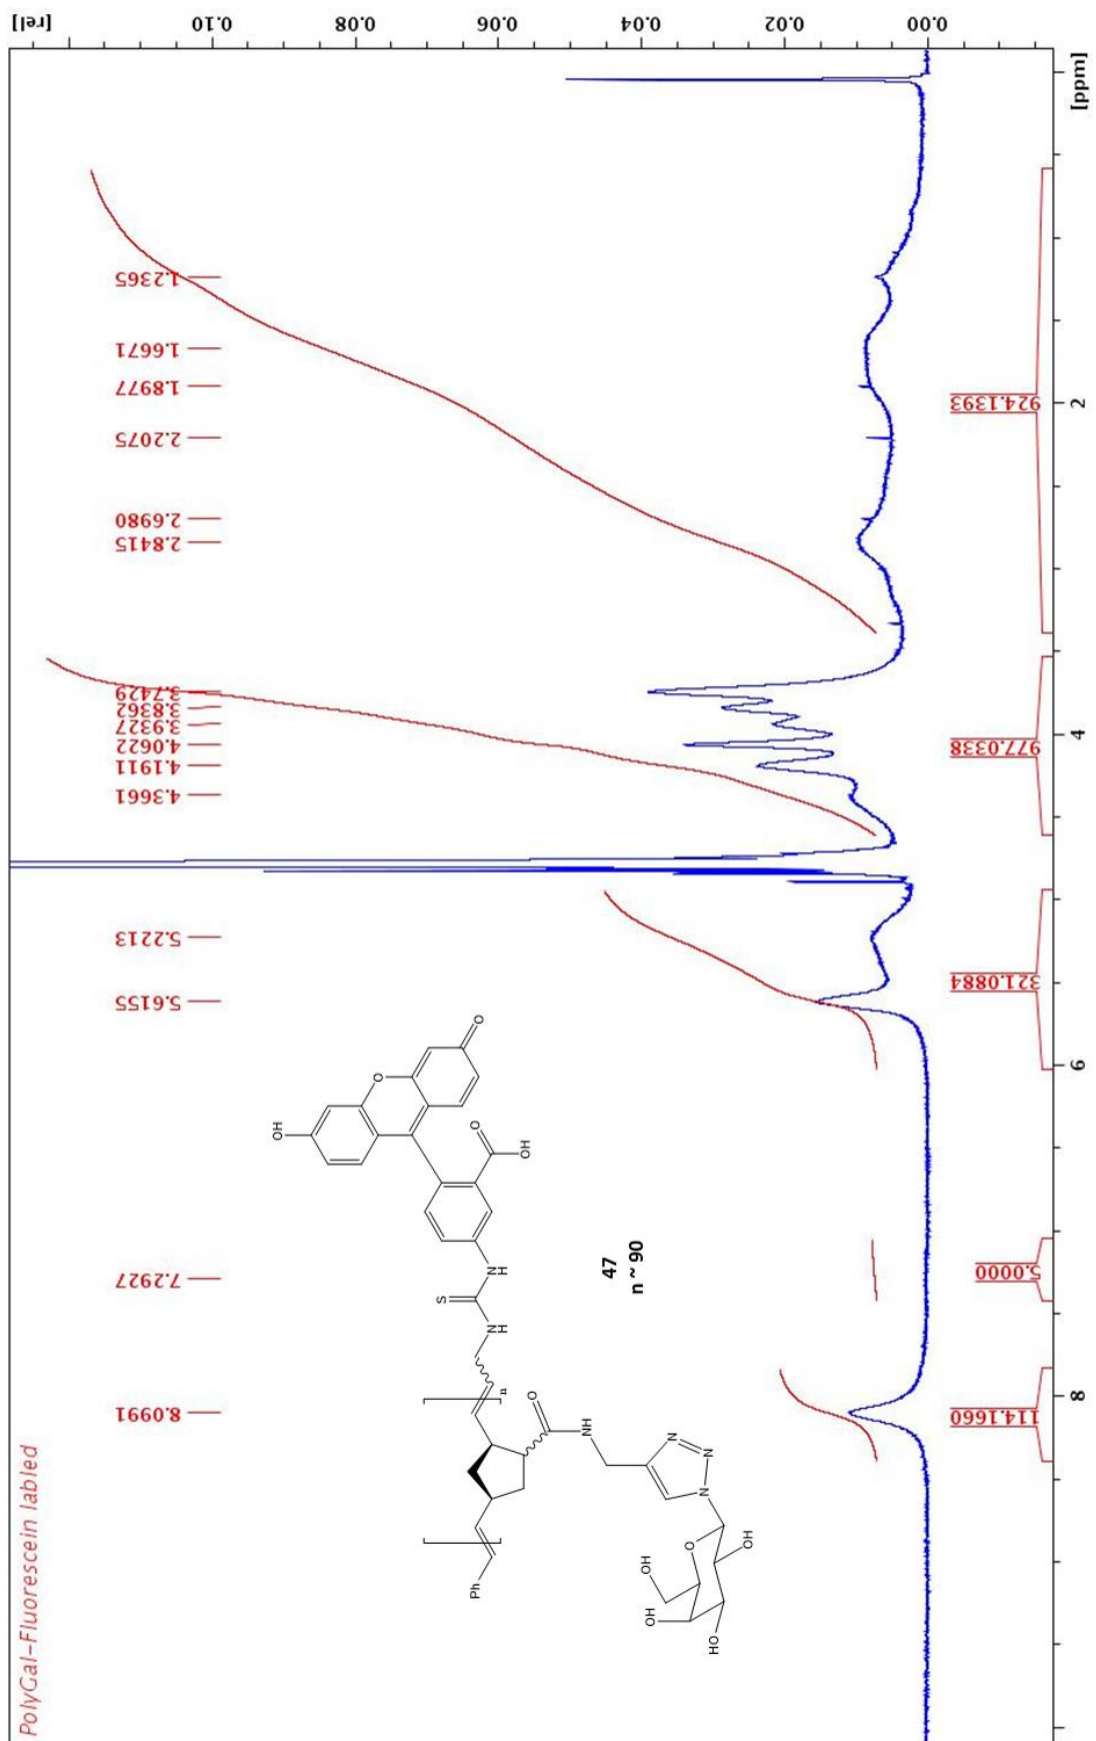 PolyGal-Fluorescein labled
8.0991
7.2927
5.6155
5.2213
4.3661
4.1911
4.0622
3.9327
3.8362
3.7429
2.8415
2.6980
2.2075
1.8977
1.6671
1.2365
[rel]
0.10
0.08
0.06
0.04
0.02
0.00
Ph
n
O
NH
N
N
N
O
OH
OH
HO
OH
S
N
H
N
H
O
OH
O
OH
O
47
n ~ 90
114.1660
5.0000
321.0884
977.0338
924.1393
8
6
4
2
[ppm]